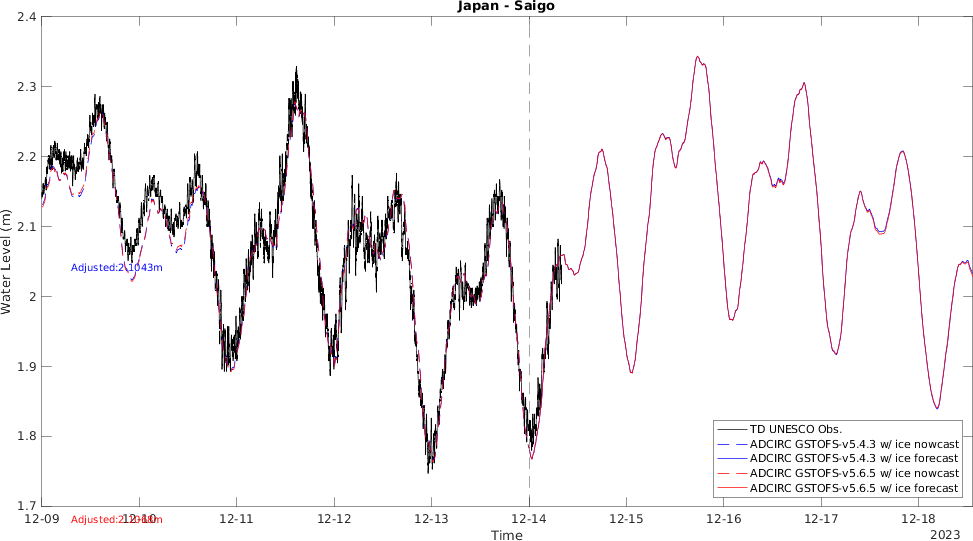 Japan - Saigo
2.4
2.3
2.2
2.1
2
1.9
1.8
1.7
Water Level (m)
Adjusted:2.1043m
TD UNESCO Obs.
ADCIRC GSTOFS-v5.4.3 w/ ice nowcast
ADCIRC GSTOFS-v5.4.3 w/ ice forecast
ADCIRC GSTOFS-v5.6.5 w/ ice nowcast
ADCIRC GSTOFS-v5.6.5 w/ ice forecast
12-09 12-10 12-11 12-12 12-13 12-14 12-15 12-16 12-17 12-18
Time
2023